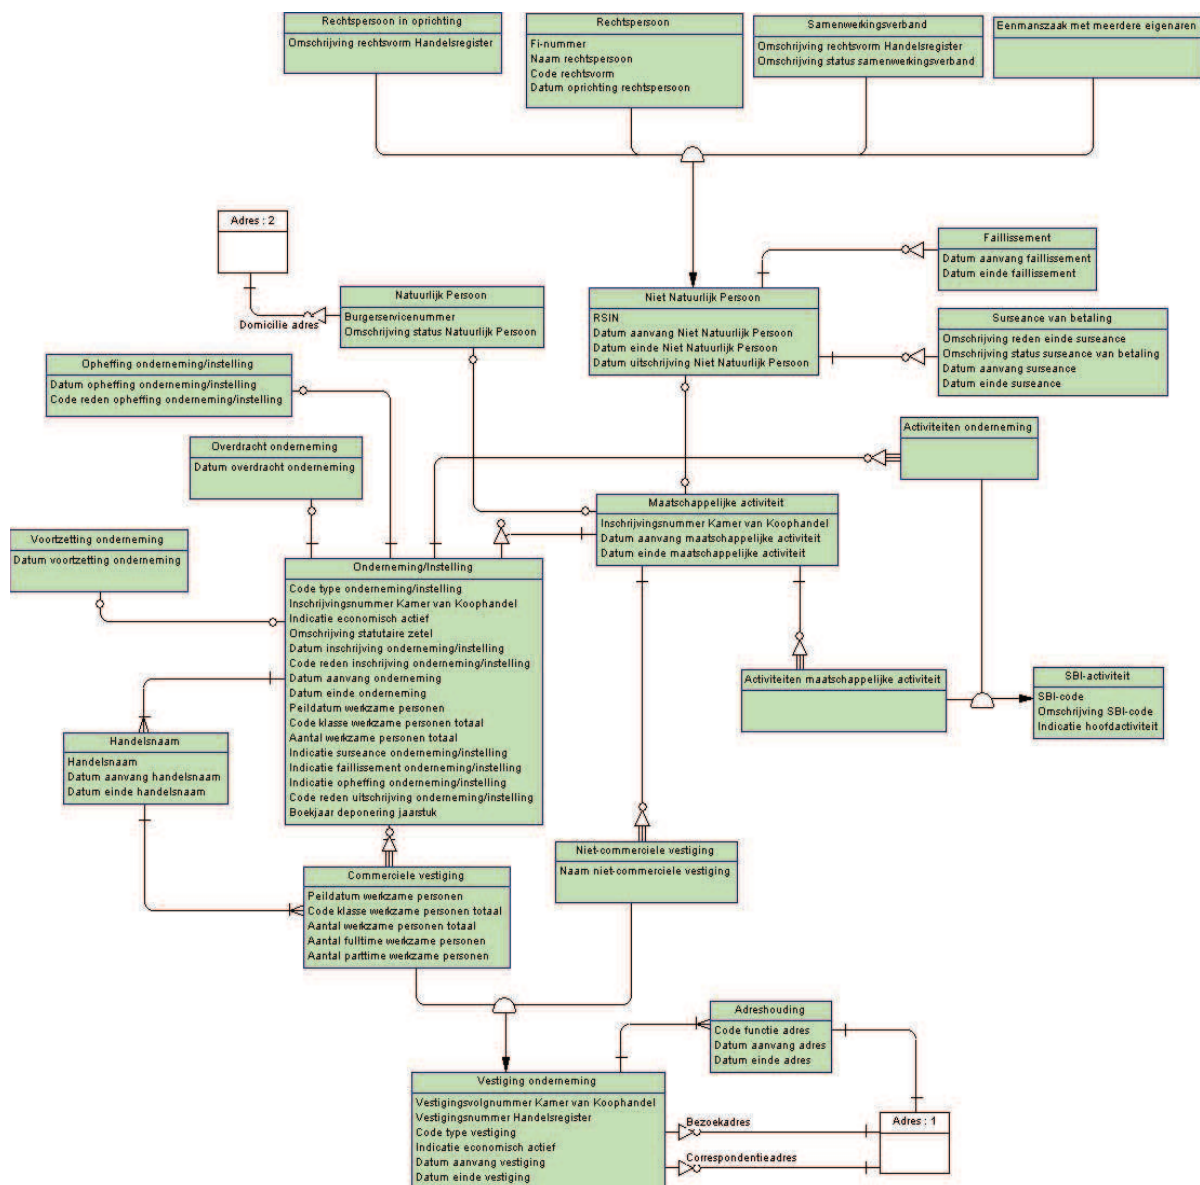 Rechtspersoon in oprichting
Omschrijving rechtsvorm Handelsregister
Rechtspersoon
Fi-nummer
Naam rechtspersoon
Code rechtsvorm
Datum oprichting rechtspersoon
Samenwerkingsverband
Omschrijving rechtsvorm Handelsregister
Omschrijving status samenwerkingsverband
Eenmanszaak met meerdere eigenaren
Adres : 2
Domicilie adres
Natuurlijk Persoon
Burgerservicenummer
Omschrijving status Natuurlijk Persoon
Niet Natuurlijk Persoon
RSIN
Datum aanvang Niet Natuurlijk Persoon
Datum einde Niet Natuurlijk Persoon
Datum uitschrijving Niet Natuurlijk Persoon
Faillissement
Datum aanvang faillissement
Datum einde faillissement
Surseance van betaling
Omschrijving reden einde surseance
Omschrijving status surseance van betaling
Datum aanvang surseance
Datum einde surseance
Opheffing onderneming/instelling
Datum opheffing onderneming/instelling
Code reden opheffing onderneming/instelling
Overdracht onderneming
Datum overdracht onderneming
Activiteiten onderneming
Voortzetting onderneming
Datum voortzetting onderneming
Maatschappelijke activiteit
Inschrijvingsnummer Kamer van Koophandel
Datum aanvang maatschappelijke activiteit
Datum einde maatschappelijke activiteit
Onderneming/Instelling
Code type onderneming/instelling
Inschrijvingsnummer Kamer van Koophandel
Indicatie economisch actief
Omschrijving statutaire zetel
Datum inschrijving onderneming/instelling
Code reden inschrijving onderneming/instelling
Datum aanvang onderneming
Datum einde onderneming
Peildatum werkzame personen
Code klasse werkzame personen totaal
Aantal werkzame personen totaal
Indicatie surseance onderneming/instelling
Indicatie faillissement onderneming/instelling
Indicatie opheffing onderneming/instelling
Code reden uitschrijving onderneming/instelling
Boekjaar deponering jaarstuk
Activiteiten maatschappelijke activiteit
SBI-activiteit
SBI-code
Omschrijving SBI-code
Indicatie hoofdactiviteit
Handelsnaam
Handelsnaam
Datum aanvang handelsnaam
Datum einde handelsnaam
Niet-commerciele vestiging
Naam niet-commerciele vestiging
Commerciele vestiging
Peildatum werkzame personen
Code klasse werkzame personen totaal
Aantal werkzame personen totaal
Aantal fulltime werkzame personen
Aantal parttime werkzame personen
Adreshouding
Code functie adres
Datum aanvang adres
Datum einde adres
Vestiging onderneming
Vestigingsvolgnummer Kamer van Koophandel
Vestigingsnummer Handelsregister
Code type vestiging
Indicatie economisch actief
Datum aanvang vestiging
Datum einde vestiging
Bezoekadres
Correspondentieadres
Adres : 1